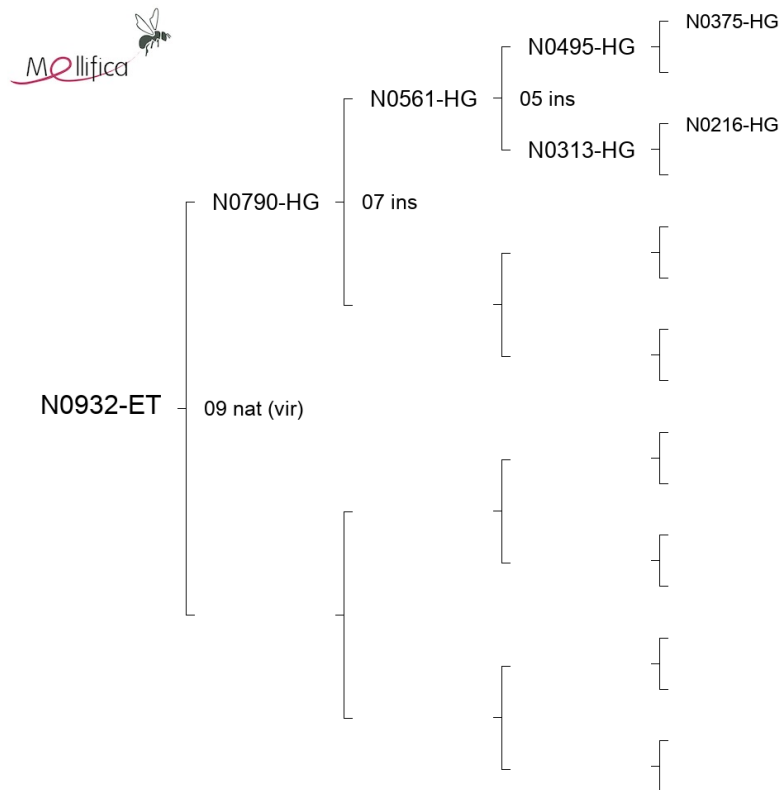 Mellifica
N0375-HG
N0495-HG
N0561-HG
05 ins
N0216-HG
N0313-HG
N0790-HG
07 ins
N0932-ET
09 nat (vir)